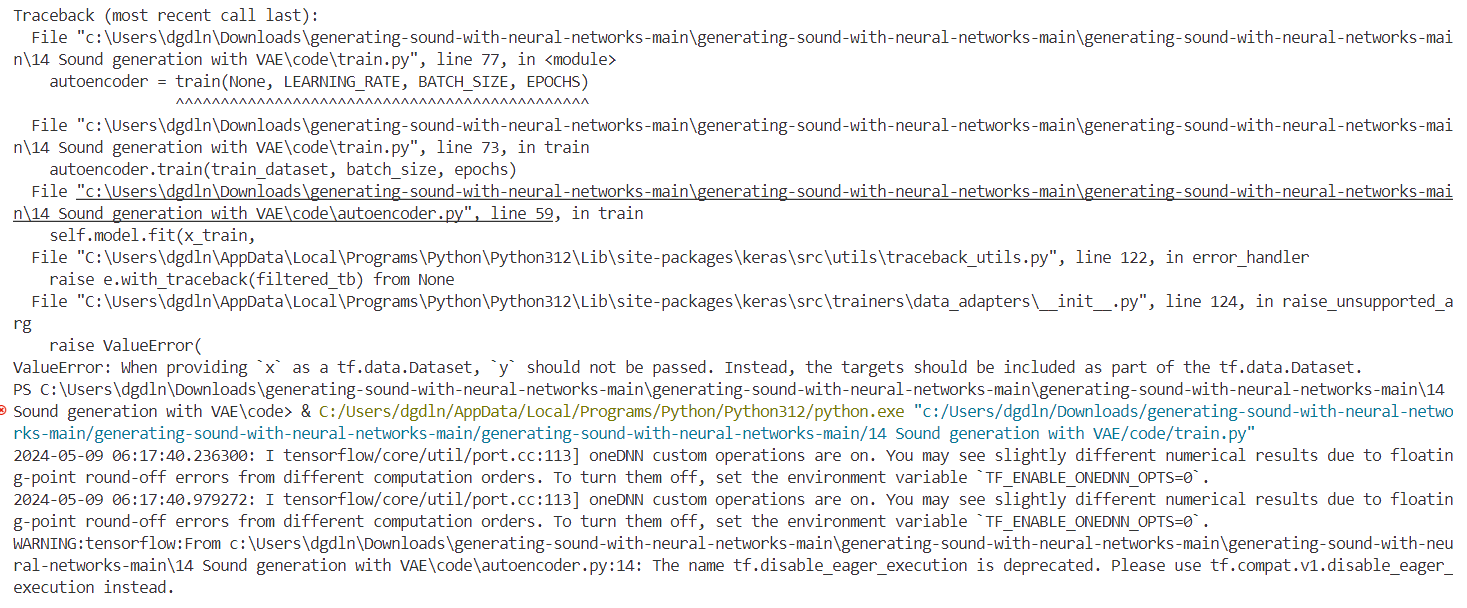 Traceback (most recent call last):
  File "c:\Users\dgdln\Downloads\generating-sound-with-neural-networks-main\generating-sound-with-neural-networks-main\generating-sound-with-neural-networks-mai
n\14 Sound generation with VAE\code\train.py", line 77, in <module>
    autoencoder = train(None, LEARNING_RATE, BATCH_SIZE, EPOCHS)
                  ^^^^^^^^^^^^^^^^^^^^^^^^^^^^^^^^^^^^^^^^^^^^^^
  File "c:\Users\dgdln\Downloads\generating-sound-with-neural-networks-main\generating-sound-with-neural-networks-main\generating-sound-with-neural-networks-mai
n\14 Sound generation with VAE\code\train.py", line 73, in train
    autoencoder.train(train_dataset, batch_size, epochs)
  File "c:\Users\dgdln\Downloads\generating-sound-with-neural-networks-main\generating-sound-with-neural-networks-main\generating-sound-with-neural-networks-mai
n\14 Sound generation with VAE\code\autoencoder.py", line 59, in train
    self.model.fit(x_train,
  File "C:\Users\dgdln\AppData\Local\Programs\Python\Python312\Lib\site-packages\keras\src\utils\traceback_utils.py", line 122, in error_handler
    raise e.with_traceback(filtered_tb) from None
  File "C:\Users\dgdln\AppData\Local\Programs\Python\Python312\Lib\site-packages\keras\src\trainers\data_adapters\__init__.py", line 124, in raise_unsupported_a
rg
    raise ValueError(
ValueError: When providing `x` as a tf.data.Dataset, `y` should not be passed. Instead, the targets should be included as part of the tf.data.Dataset.
PS C:\Users\dgdln\Downloads\generating-sound-with-neural-networks-main\generating-sound-with-neural-networks-main\generating-sound-with-neural-networks-main\14
Sound generation with VAE\code> & C:/Users/dgdln/AppData/Local/Programs/Python/Python312/python.exe "c:/Users/dgdln/Downloads/generating-sound-with-neural-netwo
rks-main/generating-sound-with-neural-networks-main/generating-sound-with-neural-networks-main/14 Sound generation with VAE/code/train.py"
2024-05-09 06:17:40.236300: I tensorflow/core/util/port.cc:113] oneDNN custom operations are on. You may see slightly different numerical results due to floatin
g-point round-off errors from different computation orders. To turn them off, set the environment variable `TF_ENABLE_ONEDNN_OPTS=0`.
2024-05-09 06:17:40.979272: I tensorflow/core/util/port.cc:113] oneDNN custom operations are on. You may see slightly different numerical results due to floatin
g-point round-off errors from different computation orders. To turn them off, set the environment variable `TF_ENABLE_ONEDNN_OPTS=0`.
WARNING:tensorflow:From c:\Users\dgdln\Downloads\generating-sound-with-neural-networks-main\generating-sound-with-neural-networks-main\generating-sound-with-neu
ral-networks-main\14 Sound generation with VAE\code\autoencoder.py:14: The name tf.disable_eager_execution is deprecated. Please use tf.compat.v1.disable_eager_
execution instead.